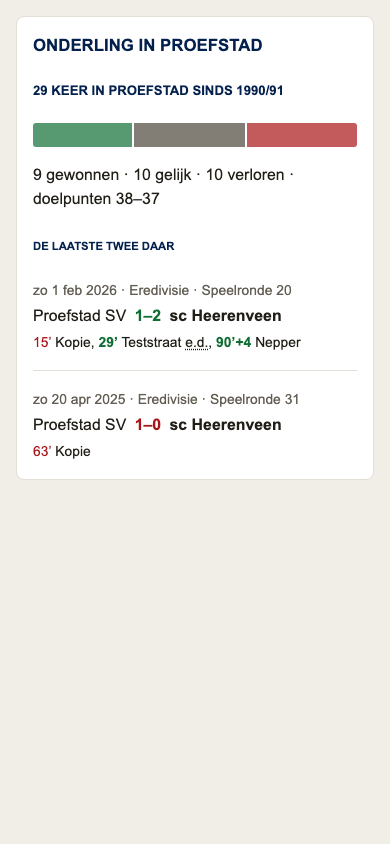 ONDERLING IN PROEFSTAD
29 KEER IN PROEFSTAD SINDS 1990/91
9 gewonnen · 10 gelijk · 10 verloren ·
doelpunten 38–37
DE LAATSTE TWEE DAAR
zo 1 feb 2026 · Eredivisie · Speelronde 20
Proefstad SV 1–2 sc Heerenveen
15’ Kopie, 29’ Teststraat e.d., 90’+4 Nepper
zo 20 apr 2025 · Eredivisie · Speelronde 31
Proefstad SV 1–0 sc Heerenveen
63’ Kopie